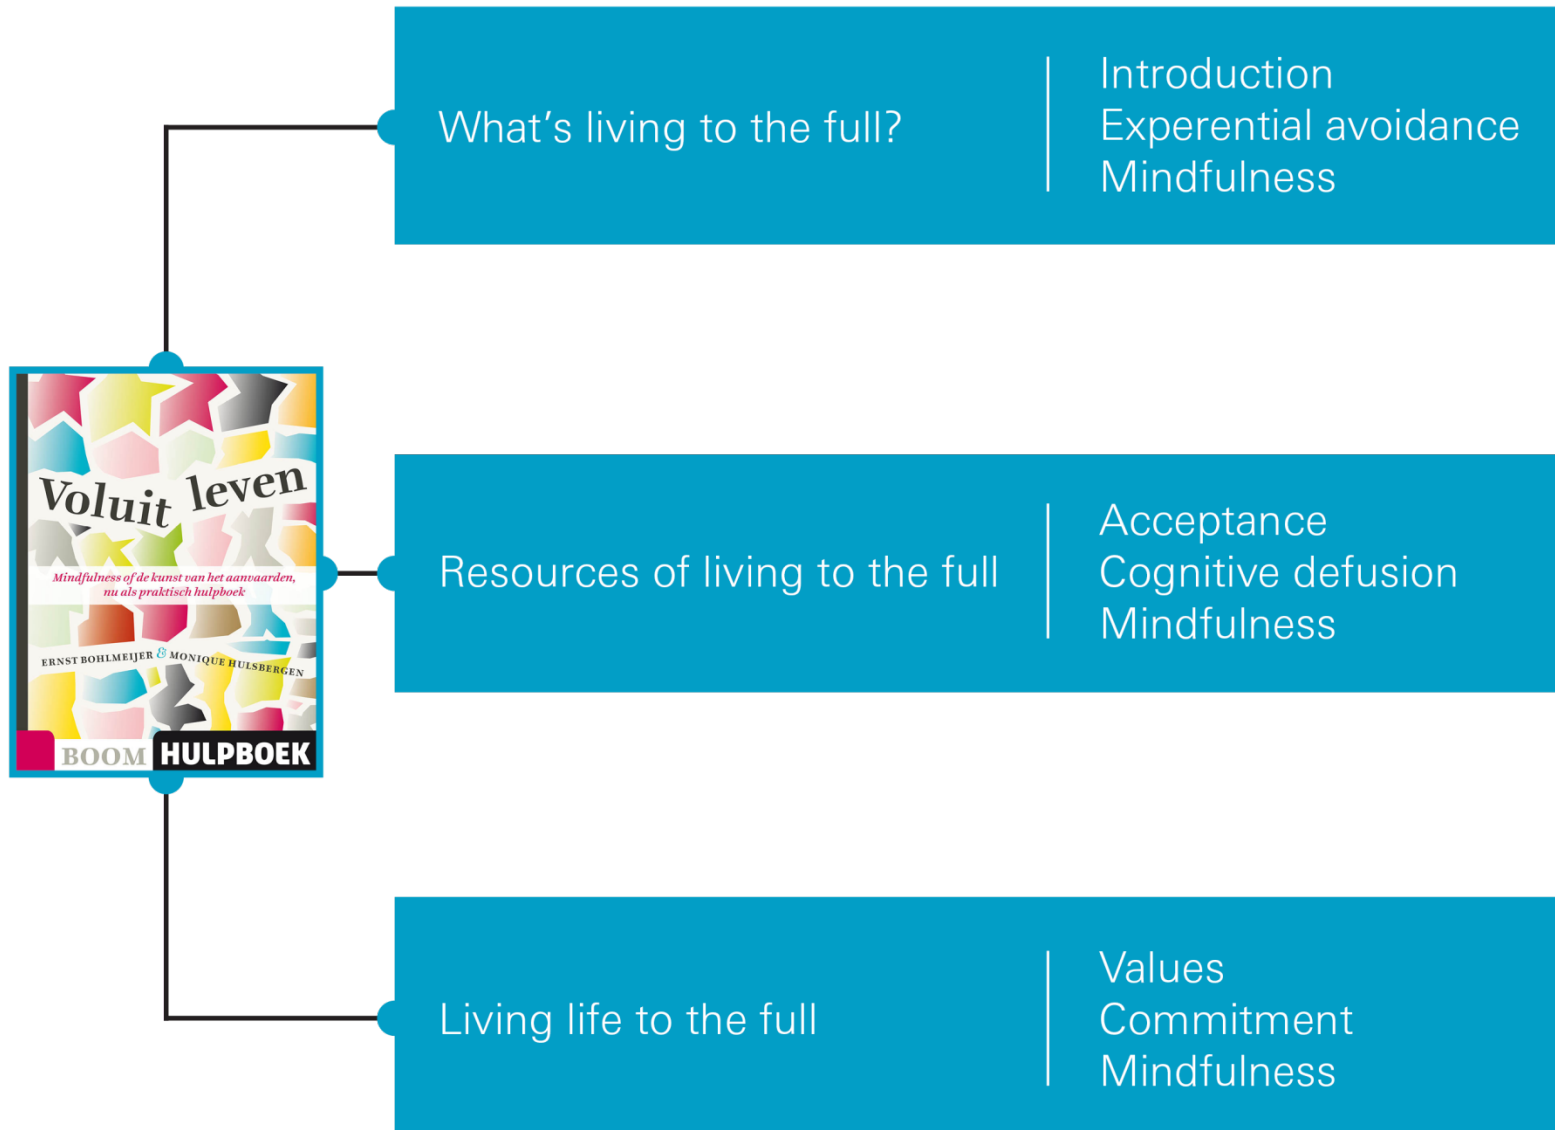 What's living to the full?
Introduction
Experential avoidance
Mindfulness
Voluit leven
Mindfulness of de kunst van het aanvaarden,
nu als praktisch hulpboek
ERNST BOHLMEIJER & MONIQUE HULSBERGEN
BOOM HULPBOEK
Resources of living to the full
Acceptance
Cognitive defusion
Mindfulness
Living life to the full
Values
Commitment
Mindfulness